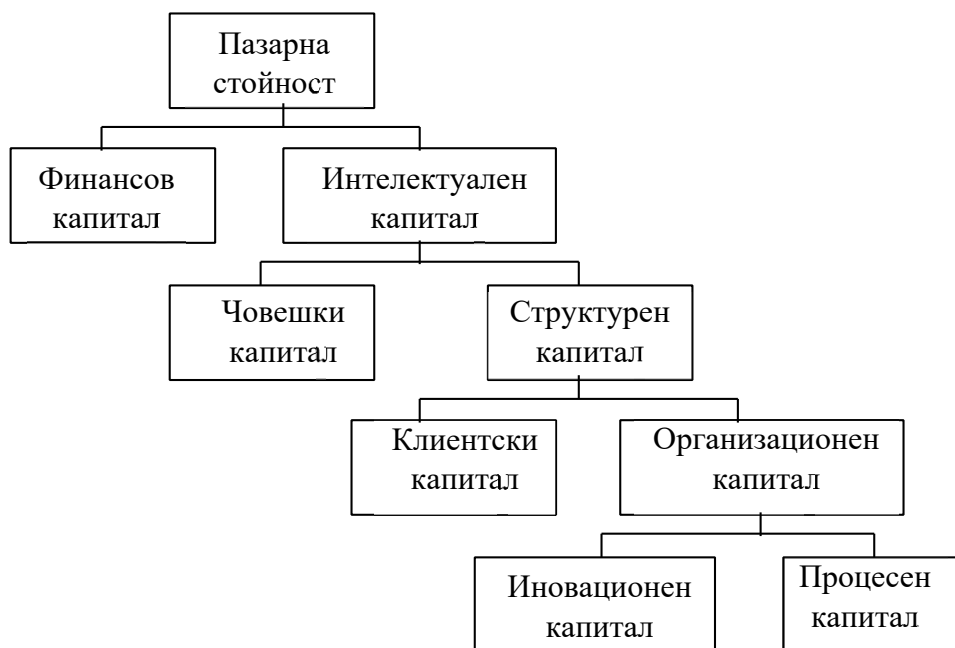 Пазарна
стойност
Финансов
капитал
Интелектуален
капитал
Човешки
капитал
Структурен
капитал
Клиентски
капитал
Организационен
капитал
Иновационен
капитал
Процесен
капитал